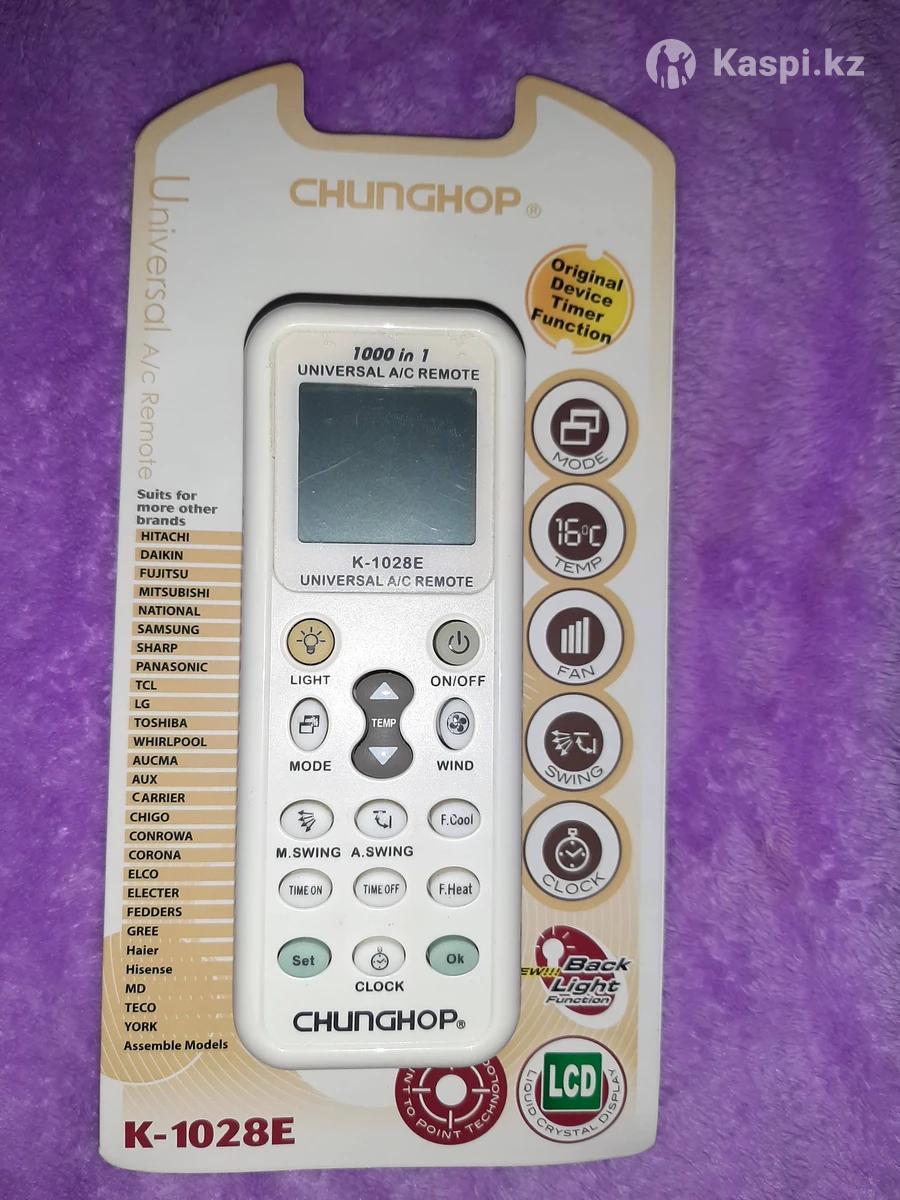 Kaspi.kz
CHUNGHOP®
Universal A/c Remote
Original
Device
Timer
Function
1000 in 1
UNIVERSAL A/C REMOTE
K-1028E
UNIVERSAL A/C REMOTE
MODE
16°C
TEMP
FAN
SWING
CLOCK
Suits for
more other
brands
HITACHI
DAIKIN
FUJITSU
MITSUBISHI
NATIONAL
SAMSUNG
SHARP
PANASONIC
TCL
LG
TOSHIBA
WHIRLPOOL
AUCMA
AUX
CARRIER
CHIGO
CONROWA
CORONA
ELCO
ELECTER
FEDDERS
GREE
Haier
Hisense
MD
TECO
YORK
Assemble Models
LIGHT
ON/OFF
TEMP
MODE
WIND
F.Cool
M.SWING
A.SWING
TIME ON
TIME OFF
F.Heat
Set
Ok
CLOCK
CHUNGHOP®
Back
Light
Function
TO POINT TECHNOLO
LCD
LIQUID CRYSTAL DISPLAY
K-1028E